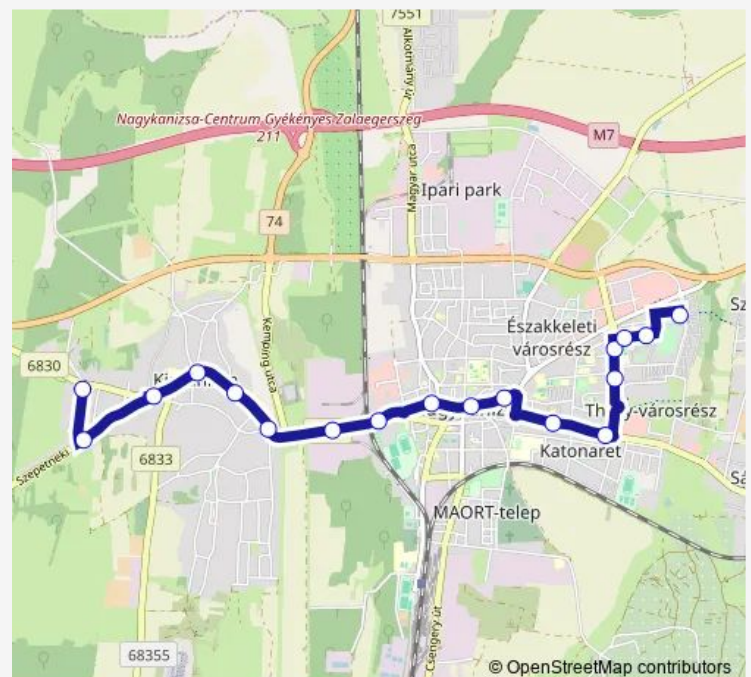 7551
Alkotmány út
Nagykanizsa-Centrum Gyékényes Zalaegerszeg
211
M7
Magyar utca
Ipari park
74
Északkeleti
városrész
Kemping utca
6830
Szepetneki
6833
Katonarét
MAORT-telep
Csengery út
68355
© OpenStreetMap contributors